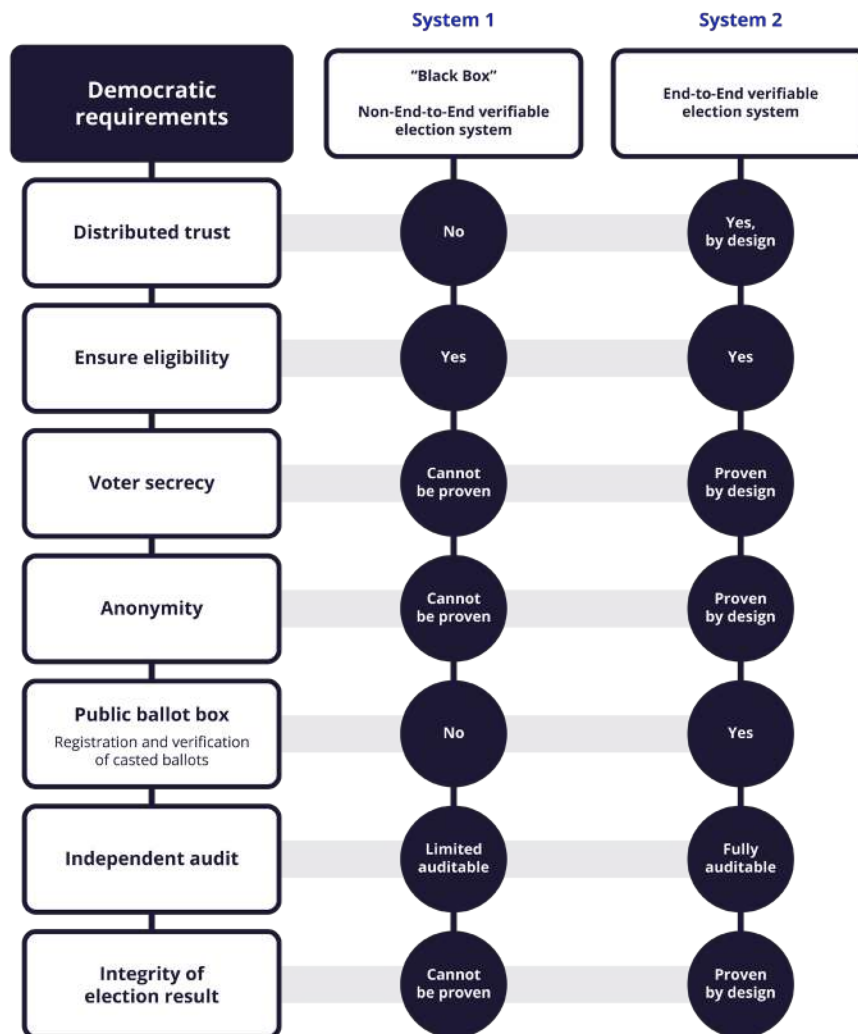 System 1
System 2
Democratic
requirements
“Black Box”
Non-End-to-End verifiable
election system
End-to-End verifiable
election system
Distributed trust
No
Yes,
by design
Ensure eligibility
Yes
Yes
Voter secrecy
Cannot
be proven
Proven
by design
Anonymity
Cannot
be proven
Proven
by design
Public ballot box
Registration and verification
of casted ballots
No
Yes
Independent audit
Limited
auditable
Fully
auditable
Integrity of
election result
Cannot
be proven
Proven
by design